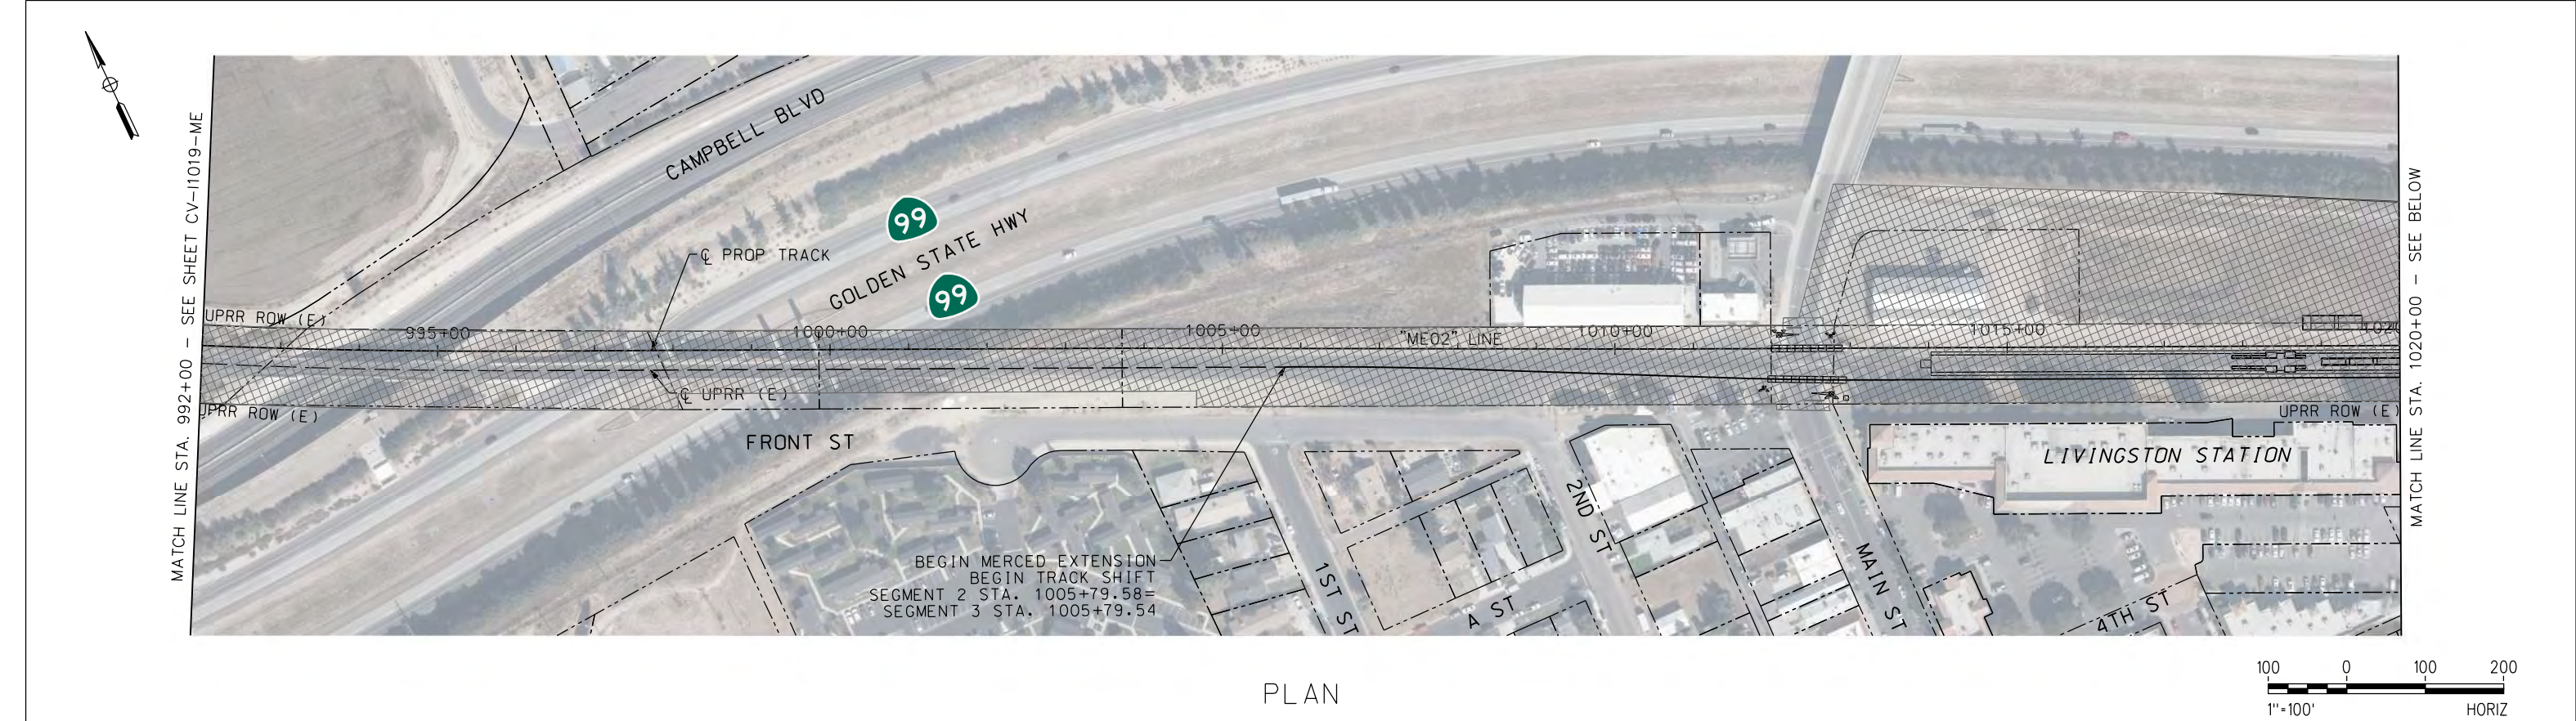 MATCH LINE STA. 992+00 - SEE SHEET CV-I1019-ME
CAMPBELL BLVD
99
GOLDEN STATE HWY
99
℄ PROP TRACK
UPRR ROW (E)
995+00
1000+00
1005+00
"ME02" LINE
1010+00
1015+00
1020
℄ UPRR (E)
UPRR ROW (E)
UPRR ROW (E)
FRONT ST
LIVINGSTON STATION
BEGIN MERCED EXTENSION
BEGIN TRACK SHIFT
SEGMENT 2 STA. 1005+79.58=
SEGMENT 3 STA. 1005+79.54
1ST ST
A ST
2ND ST
MAIN ST
4TH ST
MATCH LINE STA. 1020+00 - SEE BELOW
PLAN
100 0 100 200
1"=100' HORIZ